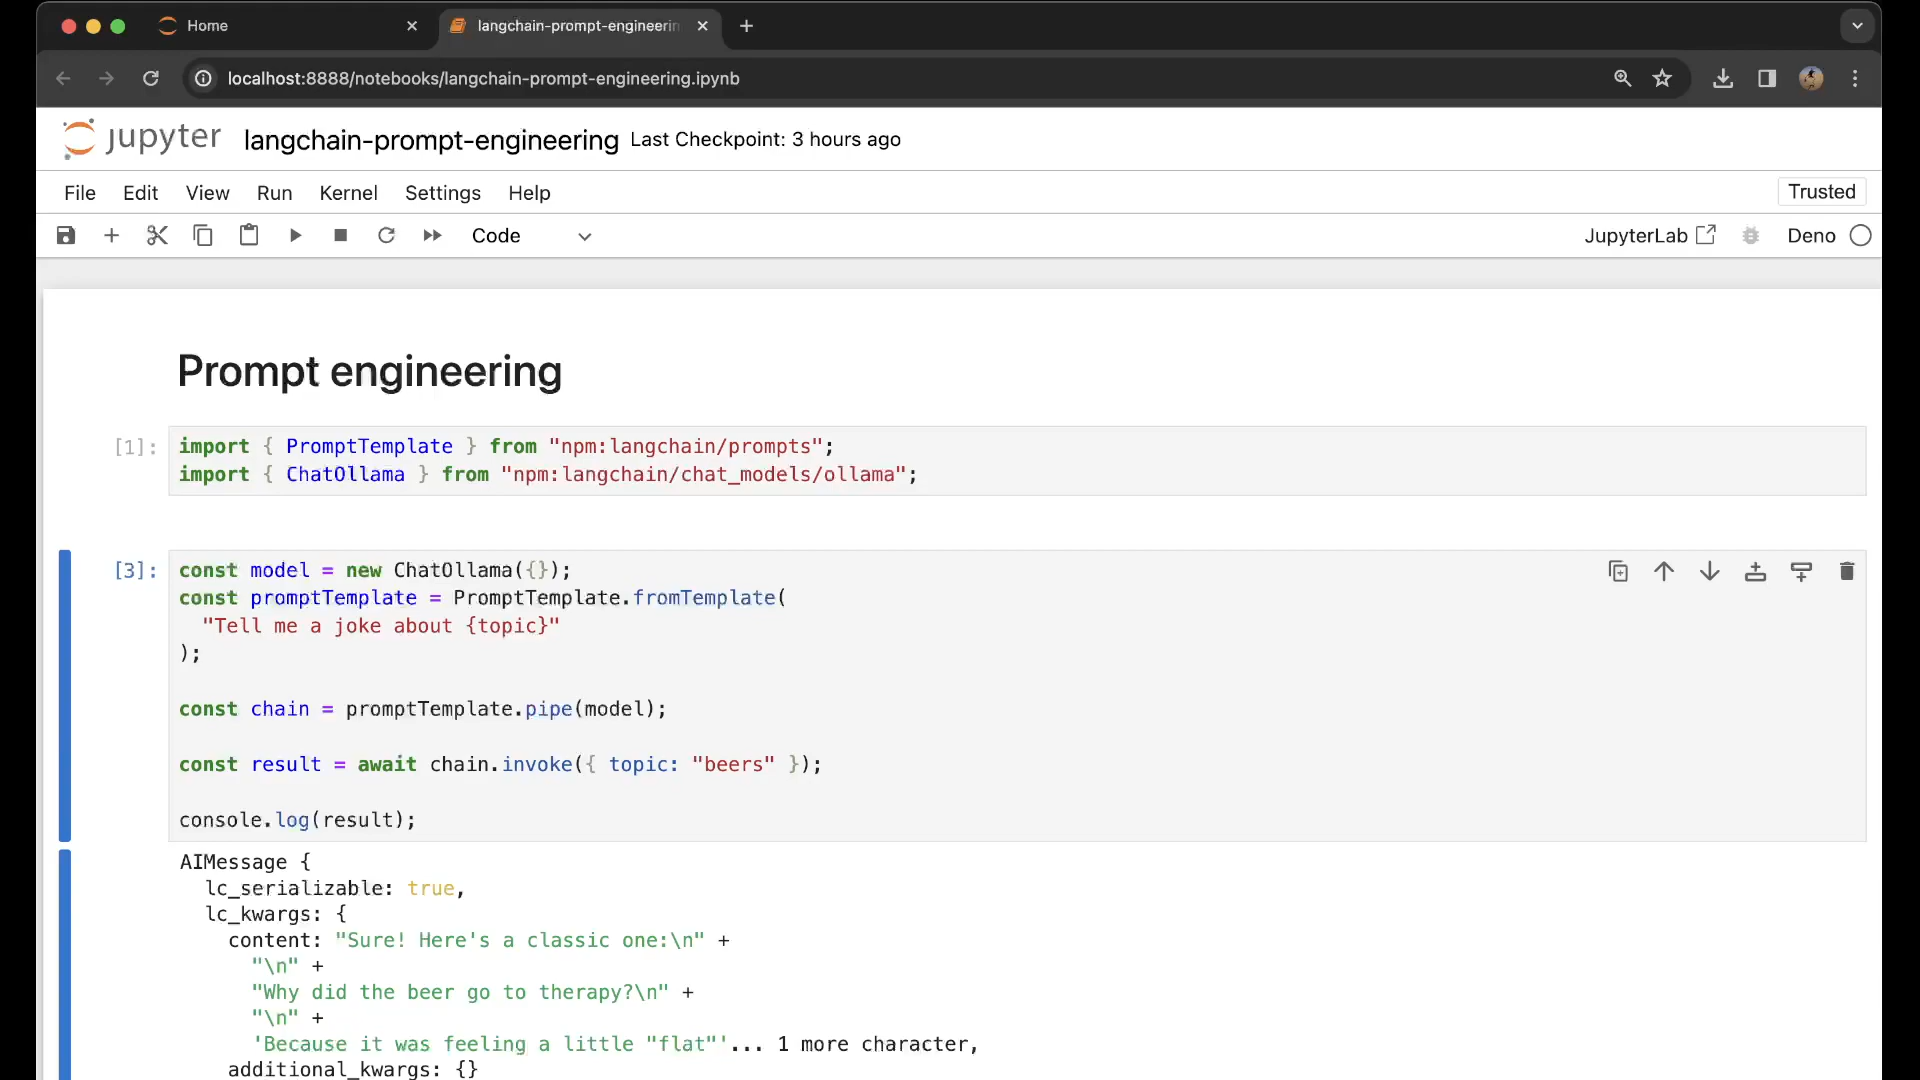 Home
langchain-prompt-engineerin
localhost:8888/notebooks/langchain-prompt-engineering.ipynb
jupyter langchain-prompt-engineering Last Checkpoint: 3 hours ago
File Edit View Run Kernel Settings Help Trusted
Code JupyterLab Deno
Prompt engineering
[1]: import { PromptTemplate } from "npm:langchain/prompts";
import { ChatOllama } from "npm:langchain/chat_models/ollama";
[3]: const model = new ChatOllama({});
const promptTemplate = PromptTemplate.fromTemplate(
"Tell me a joke about {topic}"
);
const chain = promptTemplate.pipe(model);
const result = await chain.invoke({ topic: "beers" });
console.log(result);
AIMessage {
lc_serializable: true,
lc_kwargs: {
content: "Sure! Here's a classic one:\n" +
"\n" +
"Why did the beer go to therapy?\n" +
"\n" +
'Because it was feeling a little "flat"'... 1 more character,
additional_kwargs: {}